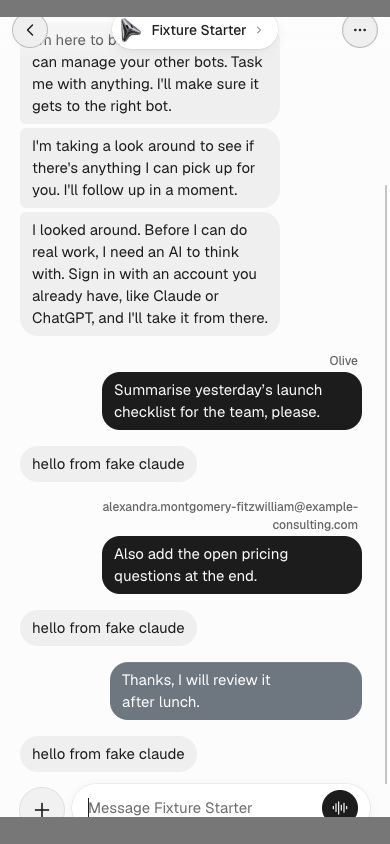 Fixture Starter
I'm here to b
can manage your other bots. Task
me with anything. I'll make sure it
gets to the right bot.
I'm taking a look around to see if
there's anything I can pick up for
you. I'll follow up in a moment.
I looked around. Before I can do
real work, I need an AI to think
with. Sign in with an account you
already have, like Claude or
ChatGPT, and I'll take it from there.
Olive
Summarise yesterday’s launch
checklist for the team, please.
hello from fake claude
alexandra.montgomery-fitzwilliam@example-
consulting.com
Also add the open pricing
questions at the end.
hello from fake claude
Thanks, I will review it
after lunch.
hello from fake claude
Message Fixture Starter